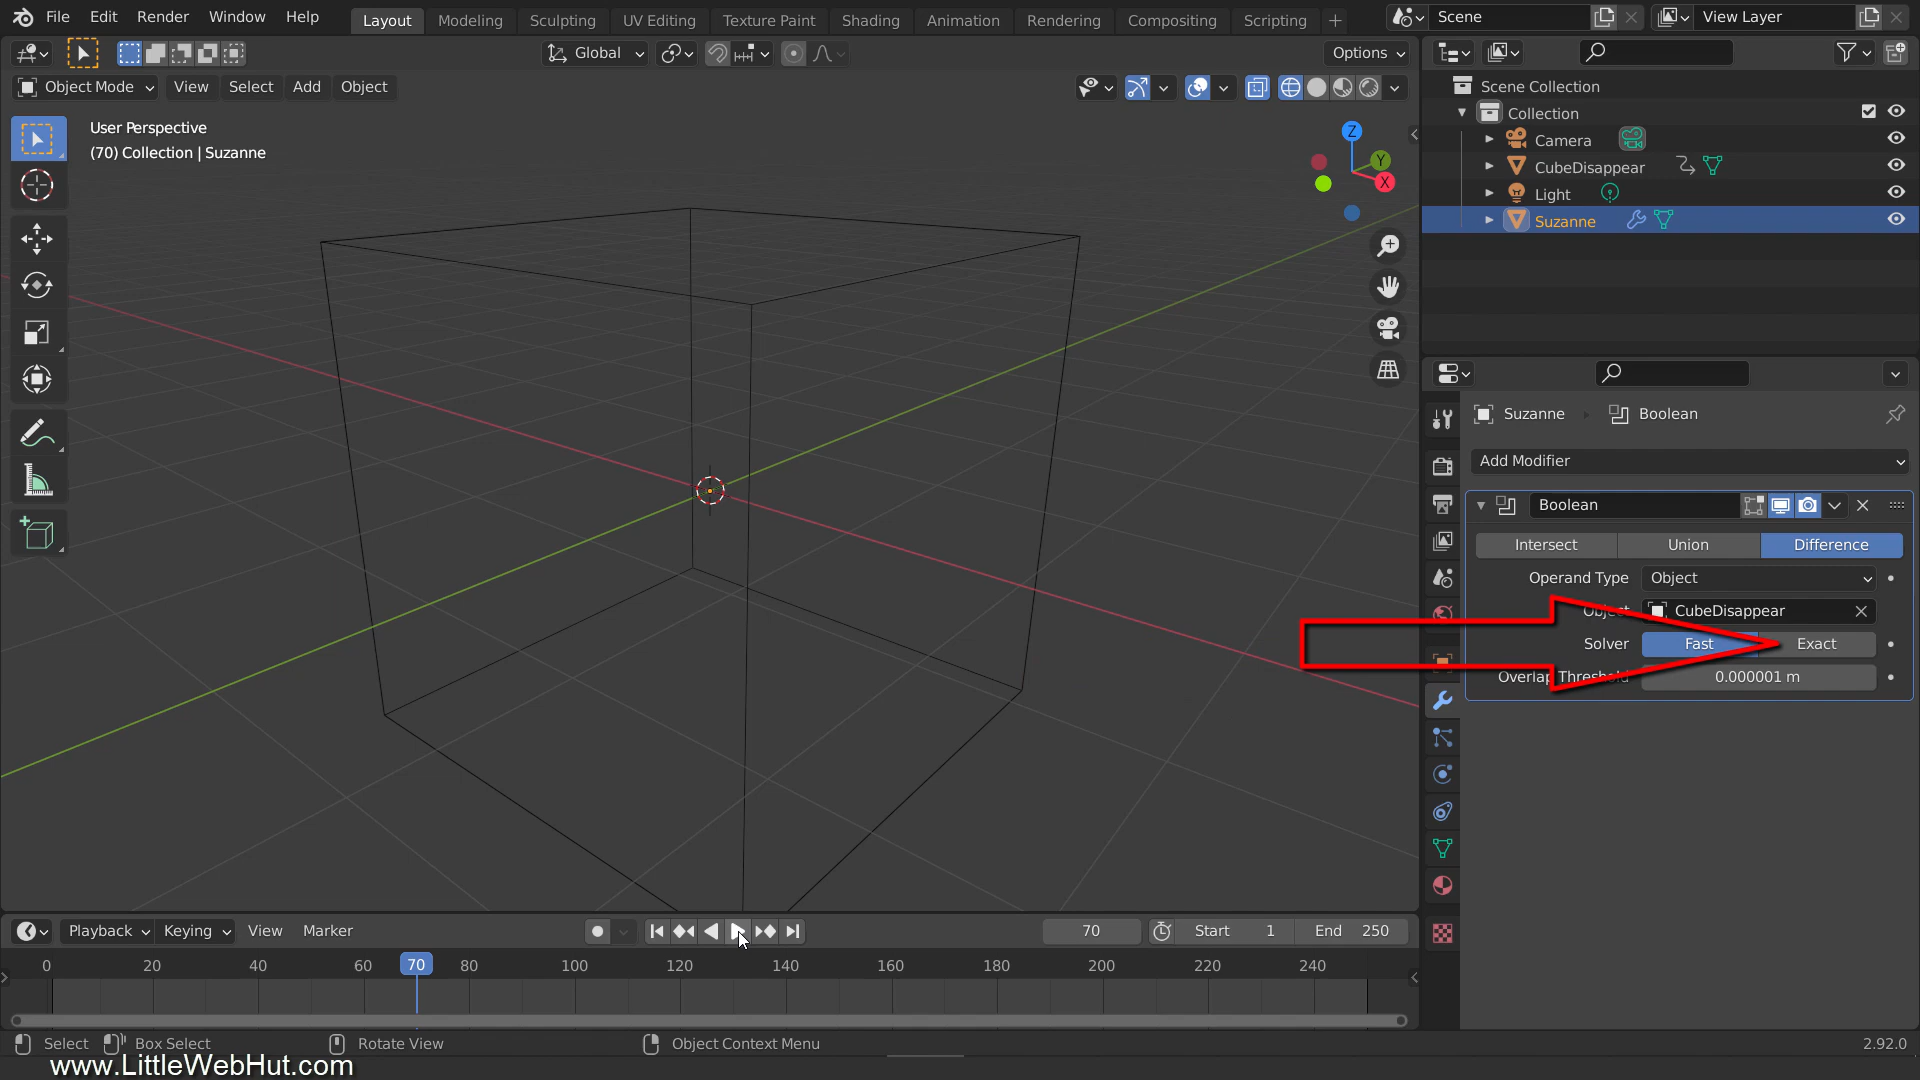 File Edit Render Window Help Layout Modeling Sculpting UV Editing Texture Paint Shading Animation Rendering Compositing Scripting + Scene View Layer
Global Options
Object Mode View Select Add Object
User Perspective
(70) Collection | Suzanne
Z
Y
X
Scene Collection
Collection
Camera
CubeDisappear
Light
Suzanne
Suzanne Boolean
Add Modifier
Boolean
Intersect Union Difference
Operand Type Object
Object CubeDisappear
Solver Fast Exact
Overlap Threshold 0.000001 m
Playback Keying View Marker 70 Start 1 End 250
0 20 40 60 70 80 100 120 140 160 180 200 220 240
Select Box Select Rotate View Object Context Menu 2.92.0
www.LittleWebHut.com